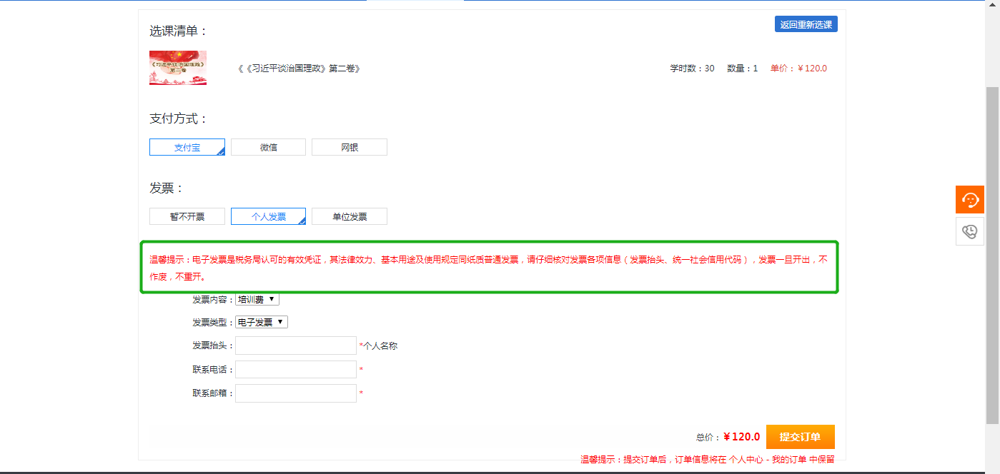 选课清单：
返回重新选课
《习近平谈治国理政》
第二卷
《《习近平谈治国理政》第二卷》
学时数：30 数量：1 单价：￥120.0
支付方式：
支付宝 微信 网银
发票：
暂不开票 个人发票 单位发票
温馨提示：电子发票是税务局认可的有效凭证，其法律效力、基本用途及使用规定同纸质普通发票，请仔细核对发票各项信息（发票抬头、统一社会信用代码），发票一旦开出，不
作废，不重开。
发票内容：培训费
发票类型：电子发票
发票抬头： *个人名称
联系电话： *
联系邮箱： *
总价：￥120.0 提交订单
温馨提示：提交订单后，订单信息将在 个人中心 - 我的订单 中保留